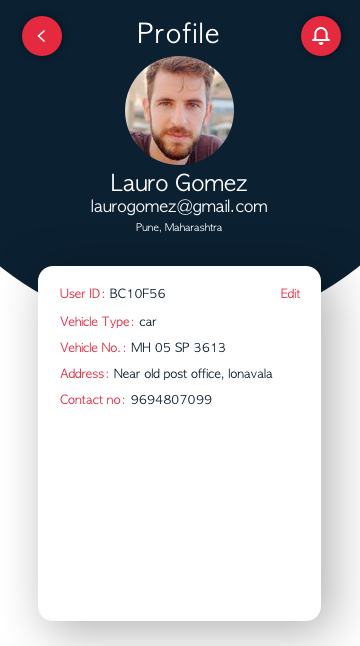 Profile
Lauro Gomez
laurogomez@gmail.com
Pune, Maharashtra
User ID : BC10F56 Edit
Vehicle Type : car
Vehicle No. : MH 05 SP 3613
Address : Near old post office, lonavala
Contact no : 9694807099